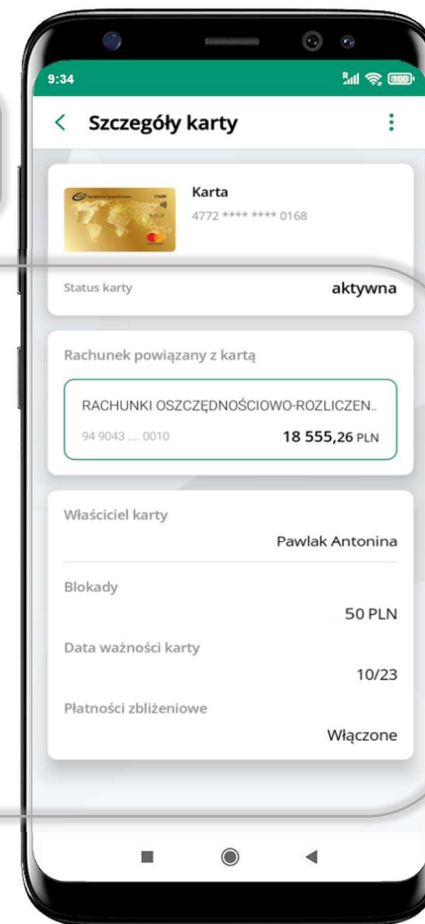 9:34
100
Szczegóły karty
Karta
4772 **** **** 0168
Status karty
aktywna
Rachunek powiązany z kartą
RACHUNKI OSZCZĘDNOŚCIOWO-ROZLICZEN..
94 9043 .... 0010
18 555,26 PLN
Właściciel karty
Pawlak Antonina
Blokady
50 PLN
Data ważności karty
10/23
Płatności zbliżeniowe
Włączone